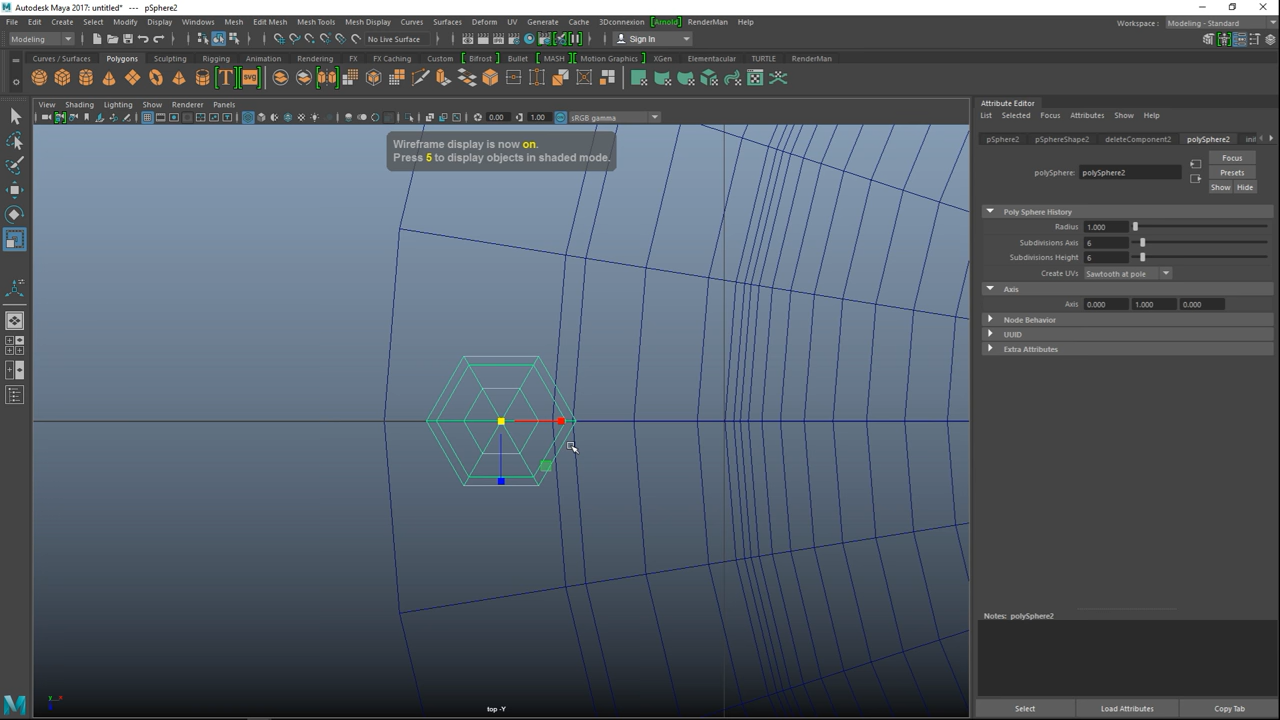 Autodesk Maya 2017: untitled* --- pSphere2
File Edit Create Select Modify Display Windows Mesh Edit Mesh Mesh Tools Mesh Display Curves Surfaces Deform UV Generate Cache 3Dconnexion [Arnold] RenderMan Help
Workspace : Modeling - Standard
Modeling No Live Surface Sign In
Curves / Surfaces Polygons Sculpting Rigging Animation Rendering FX FX Caching Custom [ Bifrost ] Bullet [ MASH ] [ Motion Graphics ] XGen [ Arnold ] Elementacular TURTLE RenderMan
T svg
View Shading Lighting Show Renderer Panels
0.00 1.00 sRGB gamma
Wireframe display is now on.
Press 5 to display objects in shaded mode.
top -Y
Attribute Editor
List Selected Focus Attributes Show Help
pSphere2 pSphereShape2 deleteComponent2 polySphere2 init
polySphere: polySphere2
Focus
Presets
Show Hide
Poly Sphere History
Radius 1.000
Subdivisions Axis 6
Subdivisions Height 6
Create UVs Sawtooth at pole
Axis
Axis 0.000 1.000 0.000
Node Behavior
UUID
Extra Attributes
Notes: polySphere2
Select Load Attributes Copy Tab